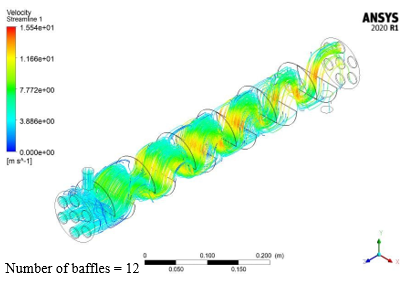 Velocity
Streamline 1
ANSYS
2020 R1
1.554e+01
1.166e+01
7.772e+00
3.886e+00
0.000e+00
[m s^-1]
Number of baffles = 12
0 0.100 0.200 (m)
0.050 0.150
Y
Z X